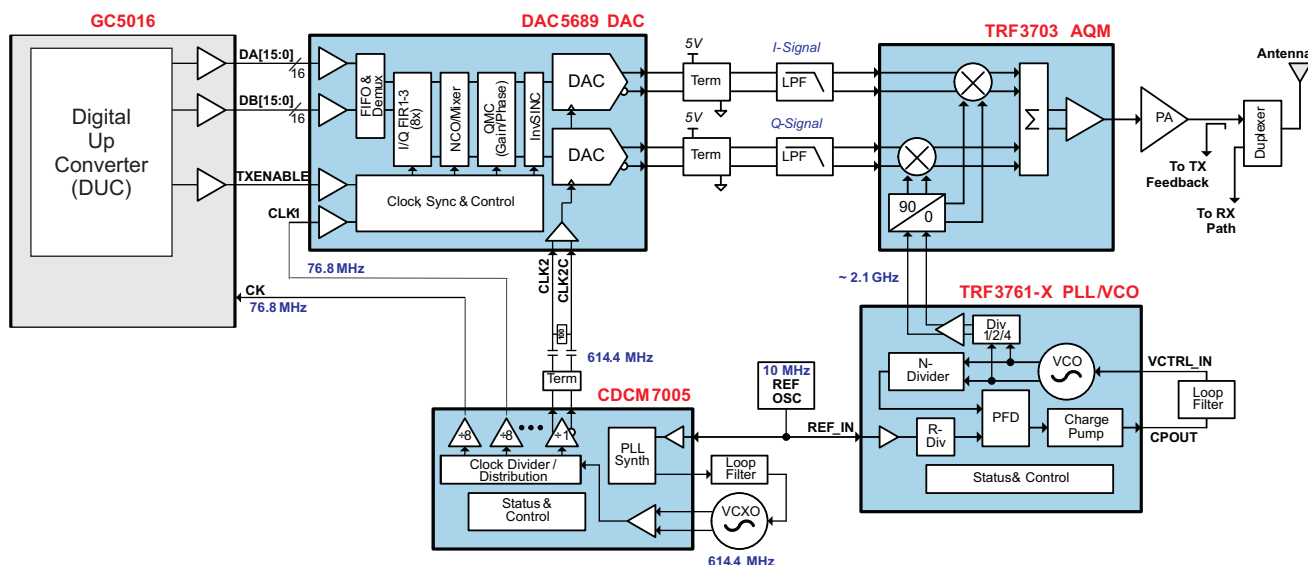 GC5016
DAC5689 DAC
TRF3703 AQM
Digital
Up
Converter
(DUC)
DA[15:0]
16
DB[15:0]
16
TXENABLE
CLK1
FIFO &
Demux
I/Q FIR1-3
(8x)
NCO/Mixer
QMC
(Gain/Phase)
InvSINC
DAC
DAC
Clock, Sync & Control
5V
Term
I-Signal
LPF
5V
Term
Q-Signal
LPF
90
0
Σ
PA
Antenna
Duplexer
To TX
Feedback
To RX
Path
CK
76.8 MHz
76.8 MHz
CLK2
CLK2C
100
614.4 MHz
Term
CDCM7005
÷8
÷8
÷1
Clock Divider /
Distribution
Status &
Control
PLL
Synth
Loop
Filter
VCXO
614.4 MHz
10 MHz
REF
OSC
REF_IN
~ 2.1 GHz
TRF3761-X PLL/VCO
Div
1/2/4
N-
Divider
VCO
R-
Div
PFD
Charge
Pump
Status & Control
VCTRL_IN
Loop
Filter
CPOUT